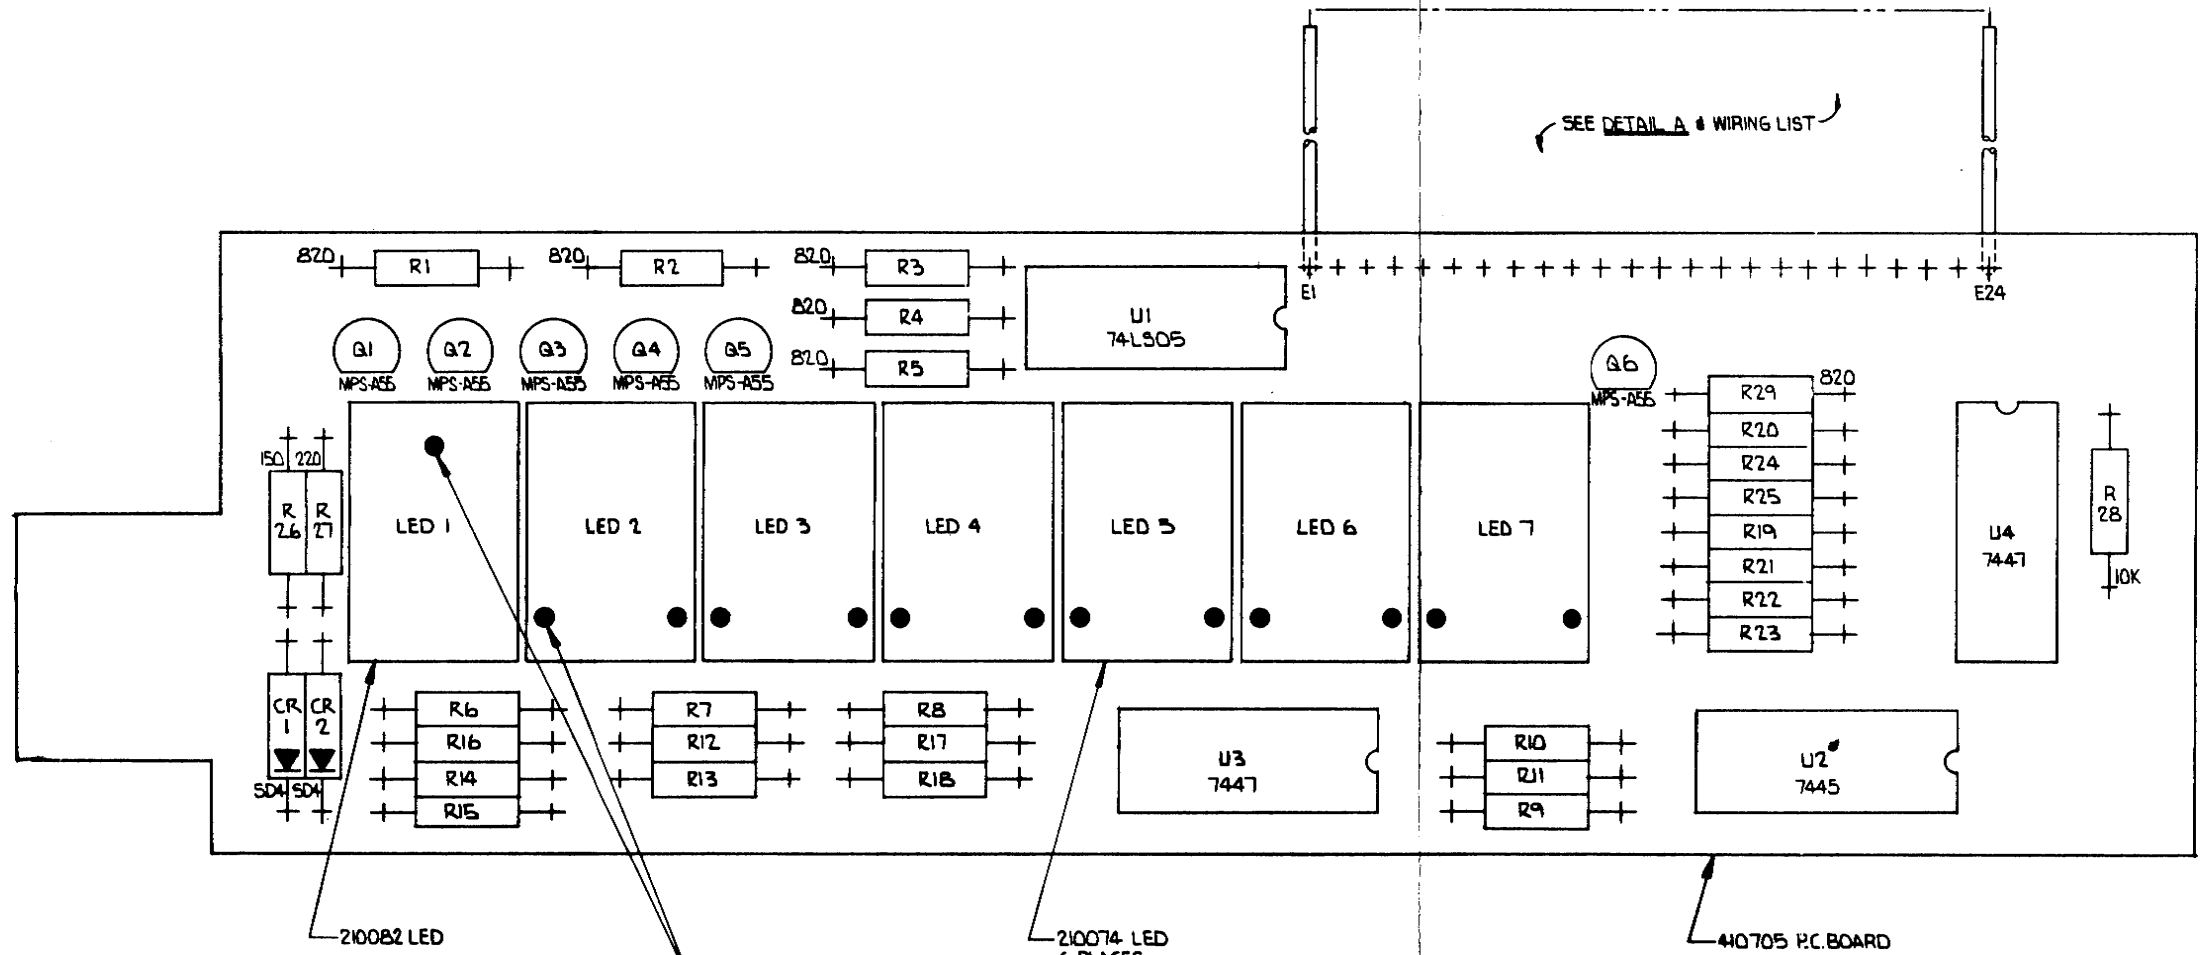 SEE DETAIL A & WIRING LIST
E1
E24
820 R1
820 R2
820 R3
820 R4
820 R5
U1
74LS05
Q1
MPS-A55
Q2
MPS-A55
Q3
MPS-A55
Q4
MPS-A55
Q5
MPS-A55
Q6
MPS-A55
R29 820
R20
R24
R25
R19
R21
R22
R23
150 220
R
26
R
27
LED 1
LED 2
LED 3
LED 4
LED 5
LED 6
LED 7
U4
7447
R
28
10K
CR
1
CR
2
SD4 SD4
R6
R16
R14
R15
R7
R12
R13
R8
R17
R18
U3
7447
R10
R11
R9
U2
7445
210082 LED
210074 LED
6 PLACES
410705 P.C. BOARD